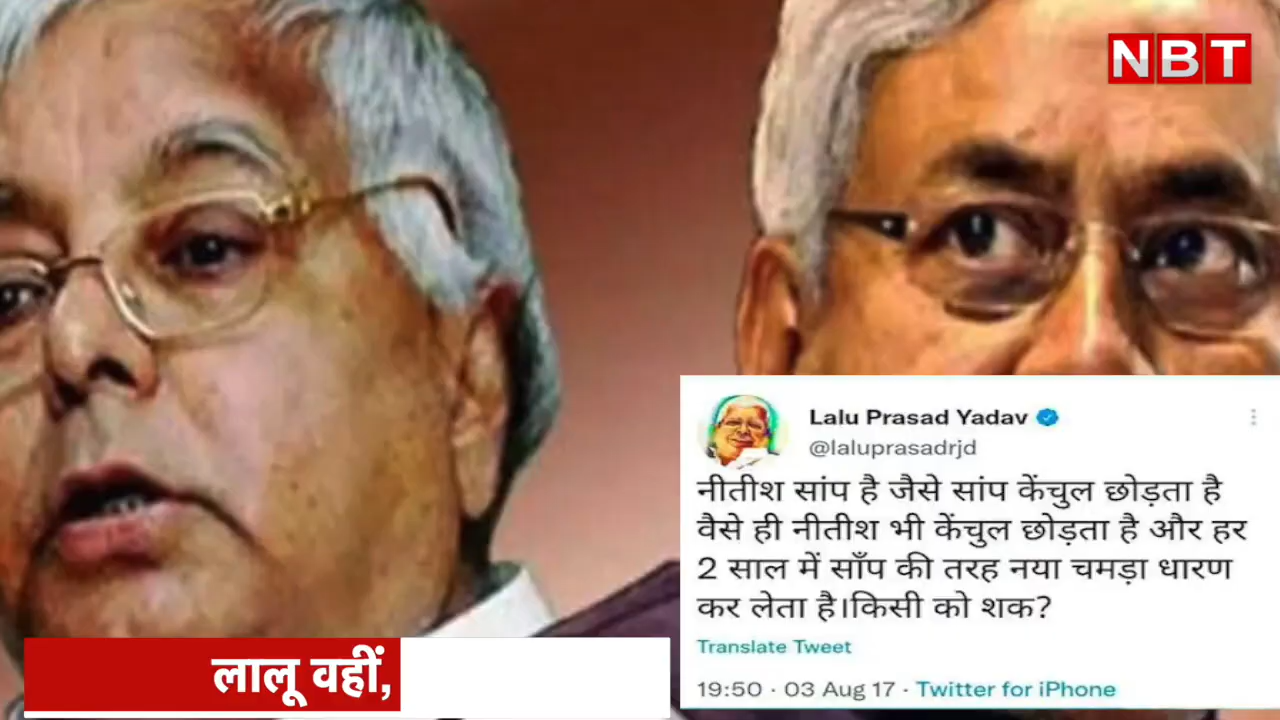 NBT
Lalu Prasad Yadav
@laluprasadrjd
नीतीश सांप है जैसे सांप केंचुल छोड़ता है
वैसे ही नीतीश भी केंचुल छोड़ता है और हर
2 साल में साँप की तरह नया चमड़ा धारण
कर लेता है।किसी को शक?
Translate Tweet
19:50 · 03 Aug 17 · Twitter for iPhone
लालू वहीं,